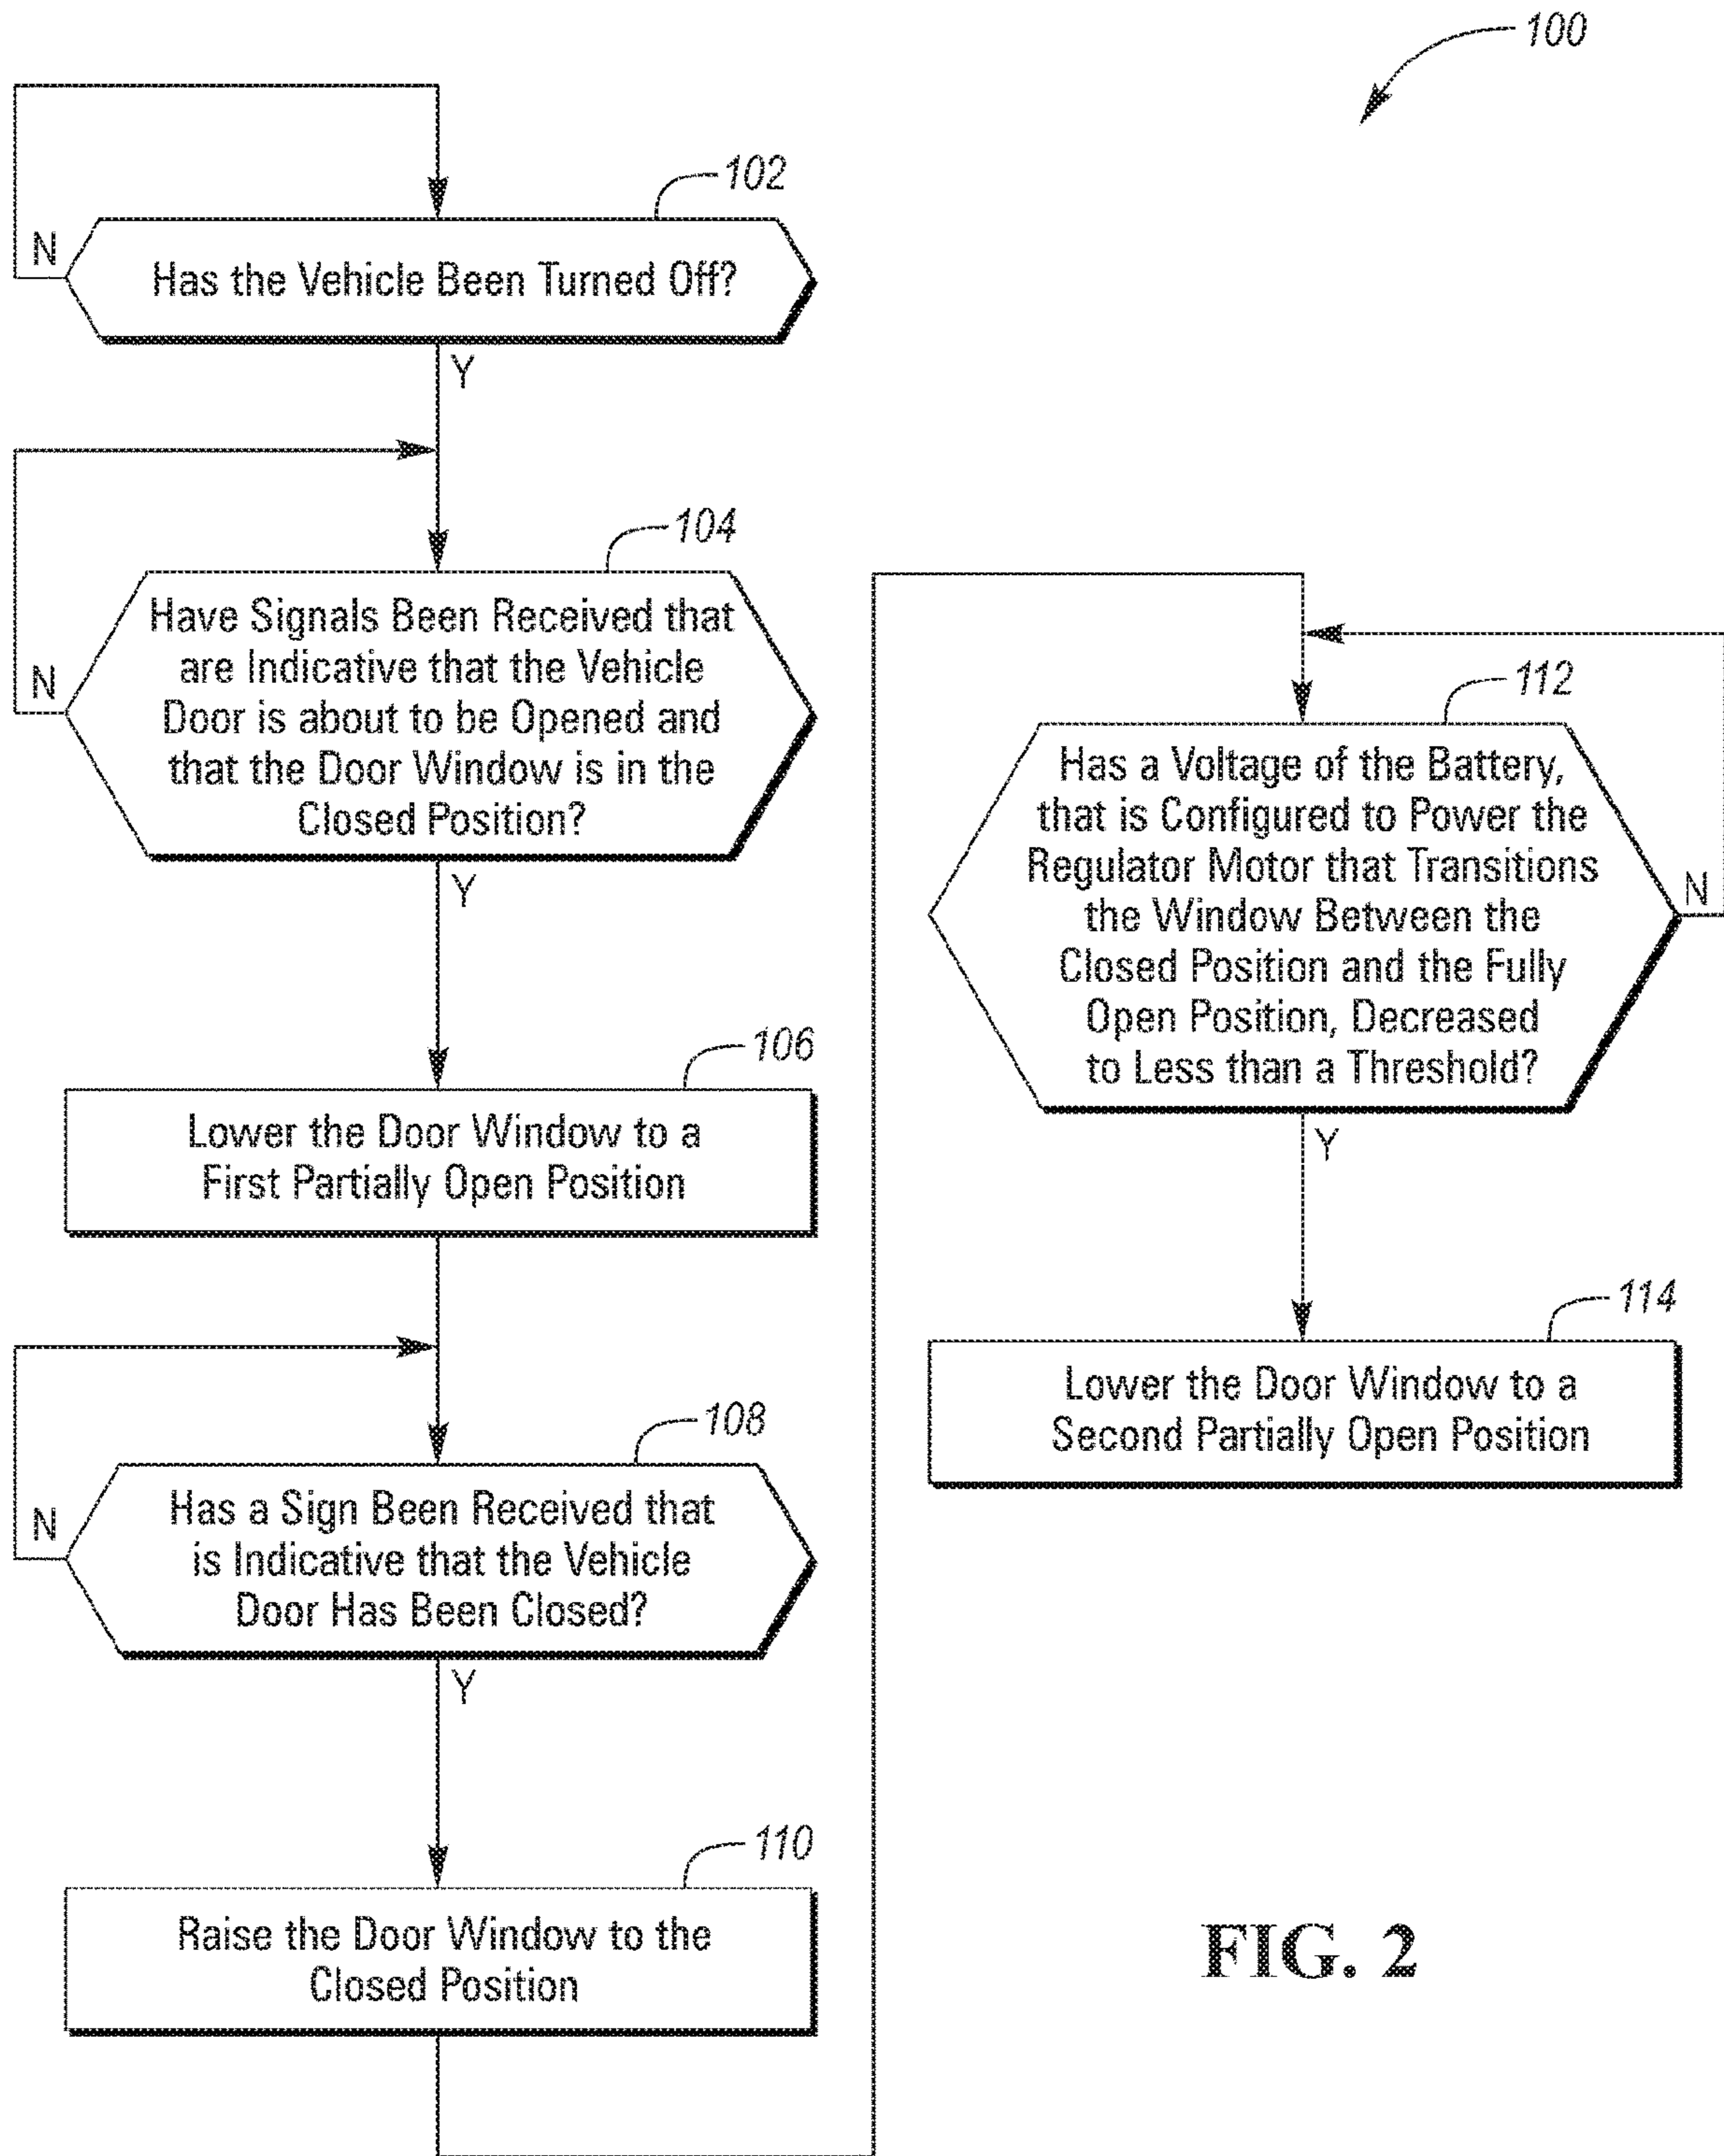 100
102
N
Has the Vehicle Been Turned Off?
Y
104
Have Signals Been Received that
are Indicative that the Vehicle
N
Door is about to be Opened and
that the Door Window is in the
Closed Position?
Y
106
Lower the Door Window to a
First Partially Open Position
108
N
Has a Sign Been Received that
is Indicative that the Vehicle
Door Has Been Closed?
Y
110
Raise the Door Window to the
Closed Position
112
Has a Voltage of the Battery,
that is Configured to Power the
Regulator Motor that Transitions
N
the Window Between the
Closed Position and the Fully
Open Position, Decreased
to Less than a Threshold?
Y
114
Lower the Door Window to a
Second Partially Open Position
FIG. 2